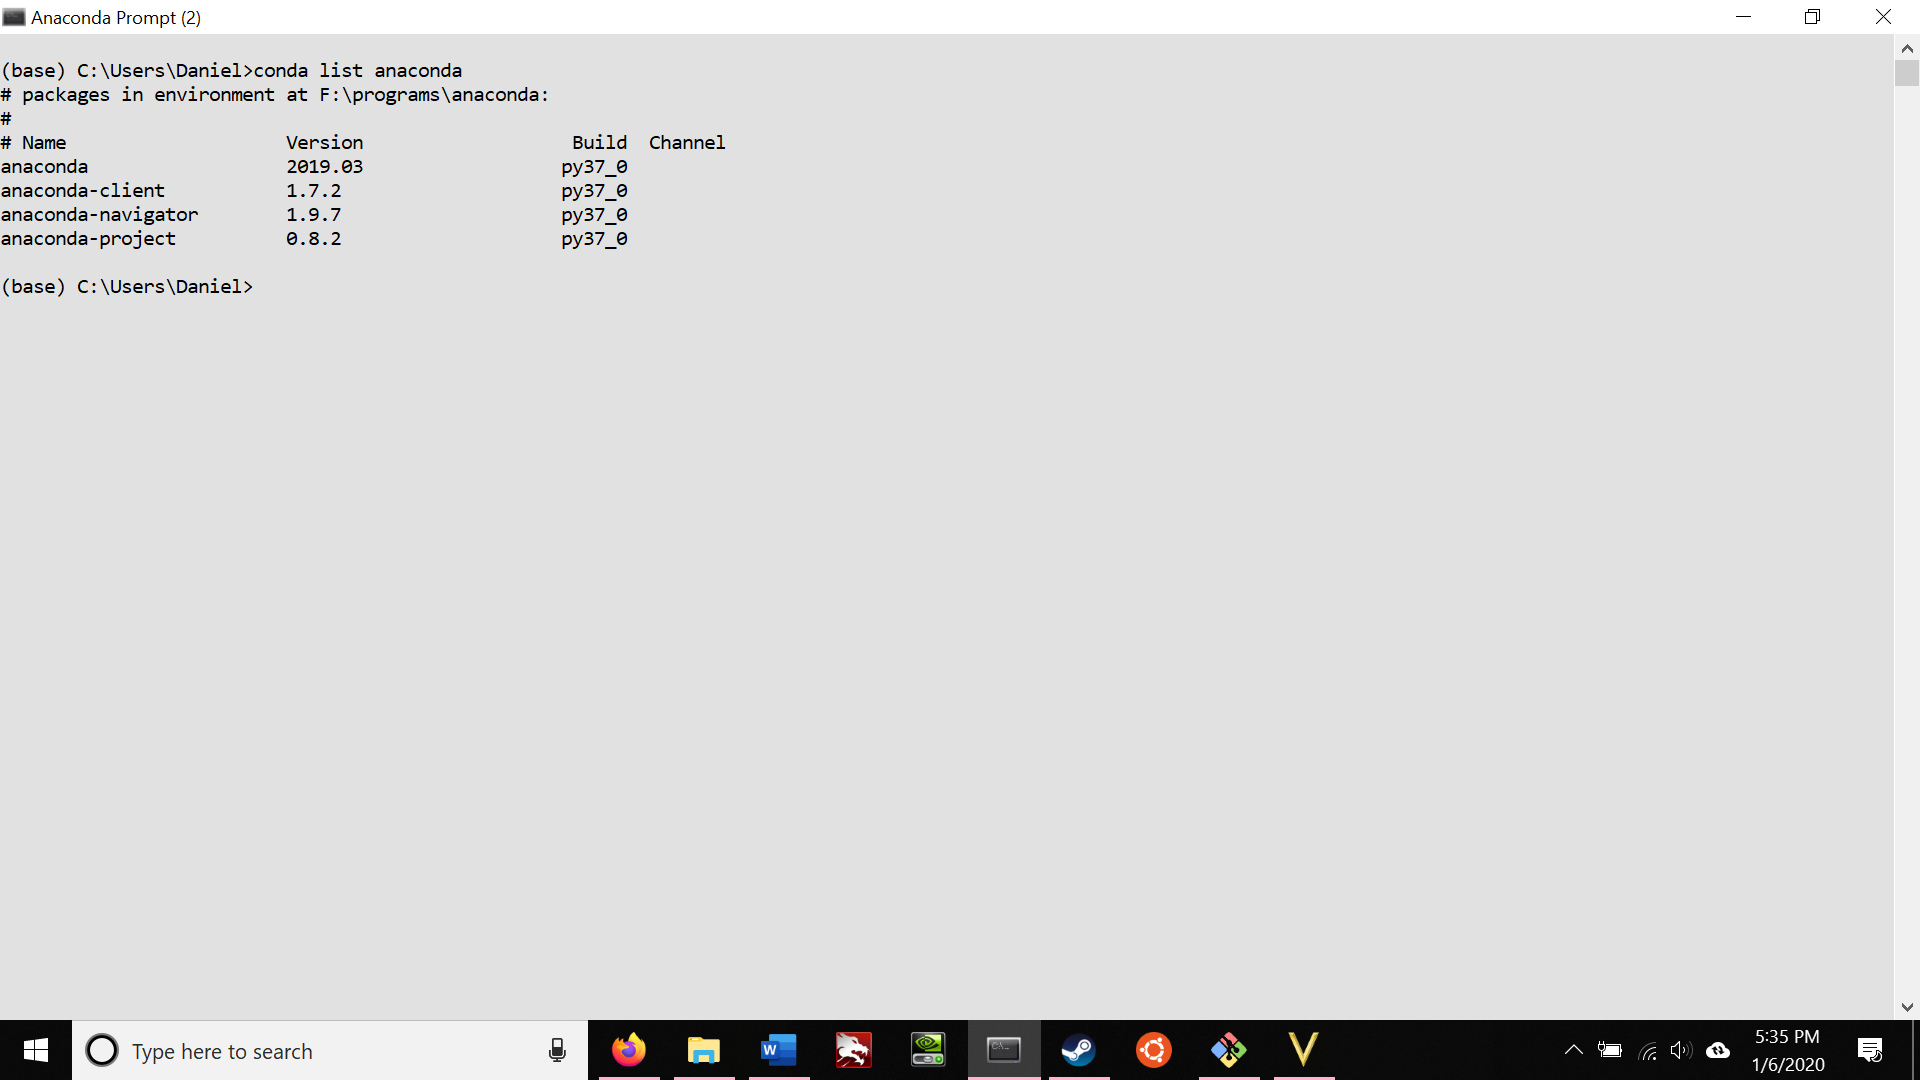 Anaconda Prompt (2)
(base) C:\Users\Daniel>conda list anaconda
# packages in environment at F:\programs\anaconda:
#
# Name                    Version                   Build  Channel
anaconda                  2019.03                  py37_0
anaconda-client           1.7.2                    py37_0
anaconda-navigator        1.9.7                    py37_0
anaconda-project          0.8.2                    py37_0
(base) C:\Users\Daniel>
Type here to search
5:35 PM
1/6/2020